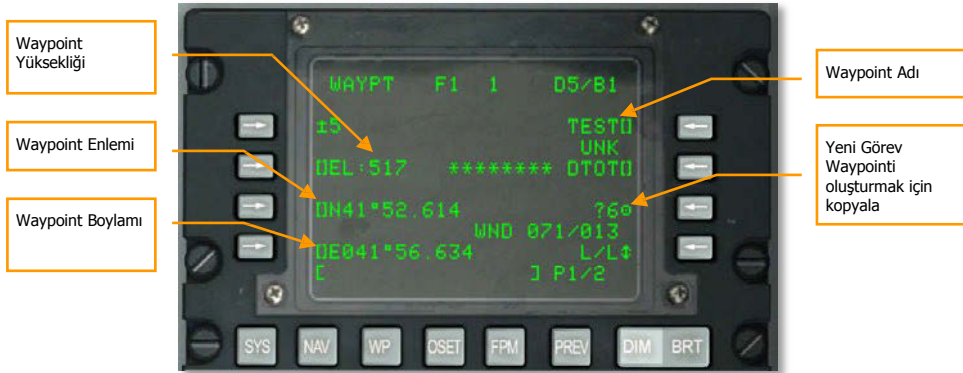 Waypoint
Yüksekliği
Waypoint Enlemi
Waypoint Boylamı
WAYPT F1 1 D5/B1
±5 TEST[]
UNK
[]EL:517 ******** DTOT[]
[]N41°52.614 ?6⊙
WND 071/013
[]E041°56.634 L/L↕
[ ] P1/2
SYS NAV WP OSET FPM PREV DIM BRT
Waypoint Adı
Yeni Görev
Waypointi
oluşturmak için
kopyala